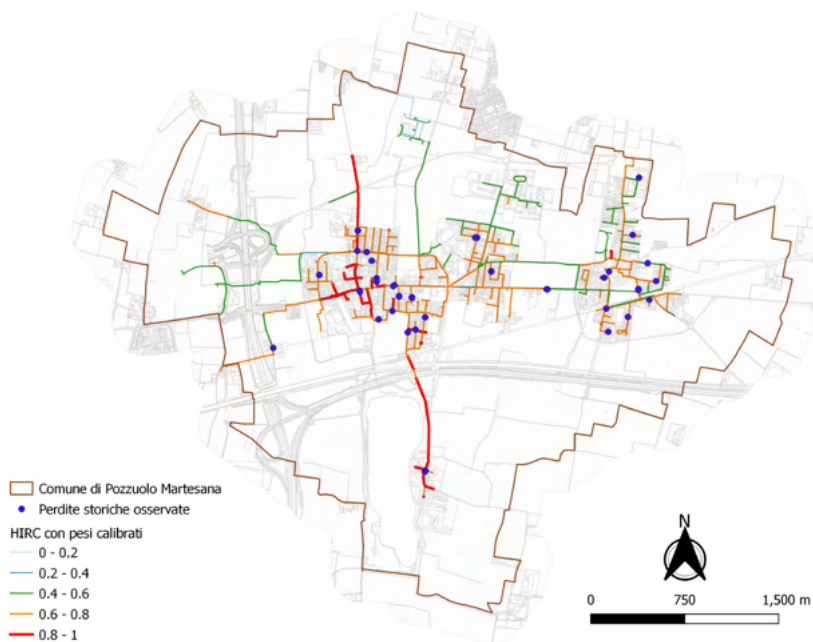 Comune di Pozzuolo Martesana
Perdite storiche osservate
HIRC con pesi calibrati
0 - 0.2
0.2 - 0.4
0.4 - 0.6
0.6 - 0.8
0.8 - 1
N
0 750 1,500 m